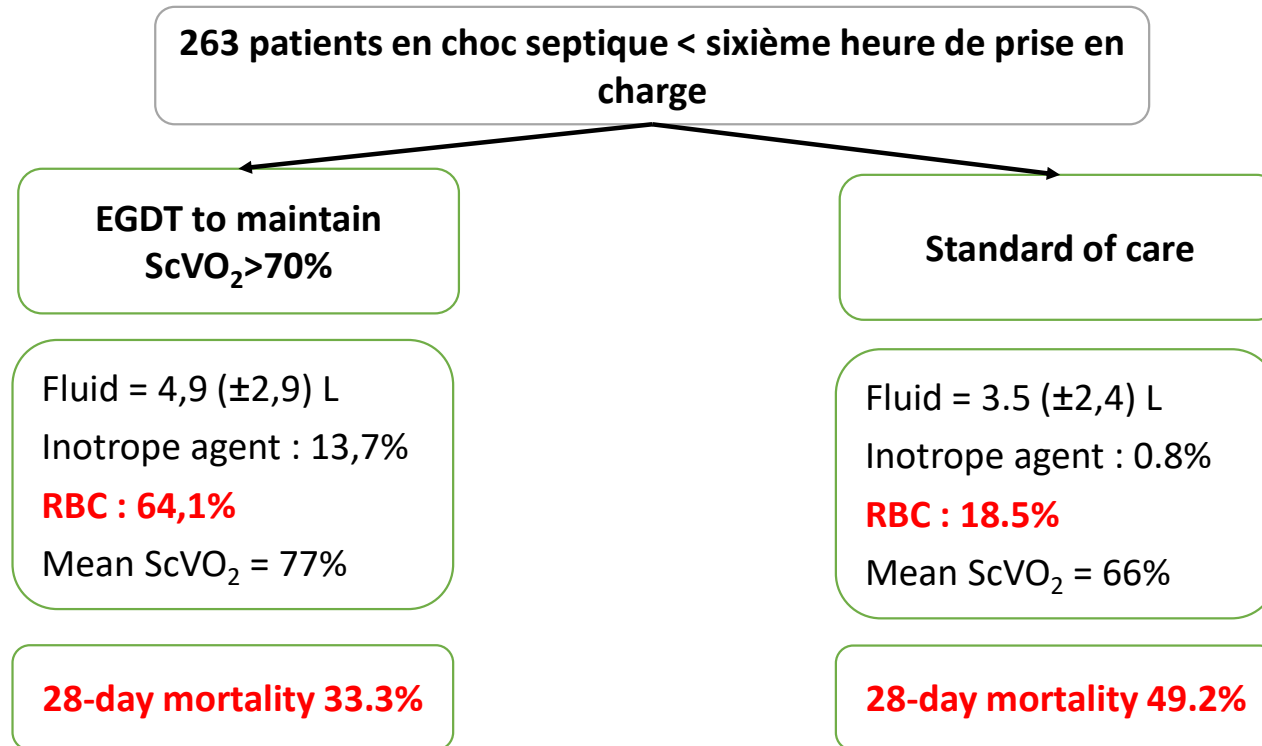 263 patients en choc septique < sixième heure de prise en
charge
EGDT to maintain
ScVO₂>70%
Standard of care
Fluid = 4,9 (±2,9) L
Inotrope agent : 13,7%
RBC : 64,1%
Mean ScVO₂ = 77%
Fluid = 3.5 (±2,4) L
Inotrope agent : 0.8%
RBC : 18.5%
Mean ScVO₂ = 66%
28-day mortality 33.3%
28-day mortality 49.2%